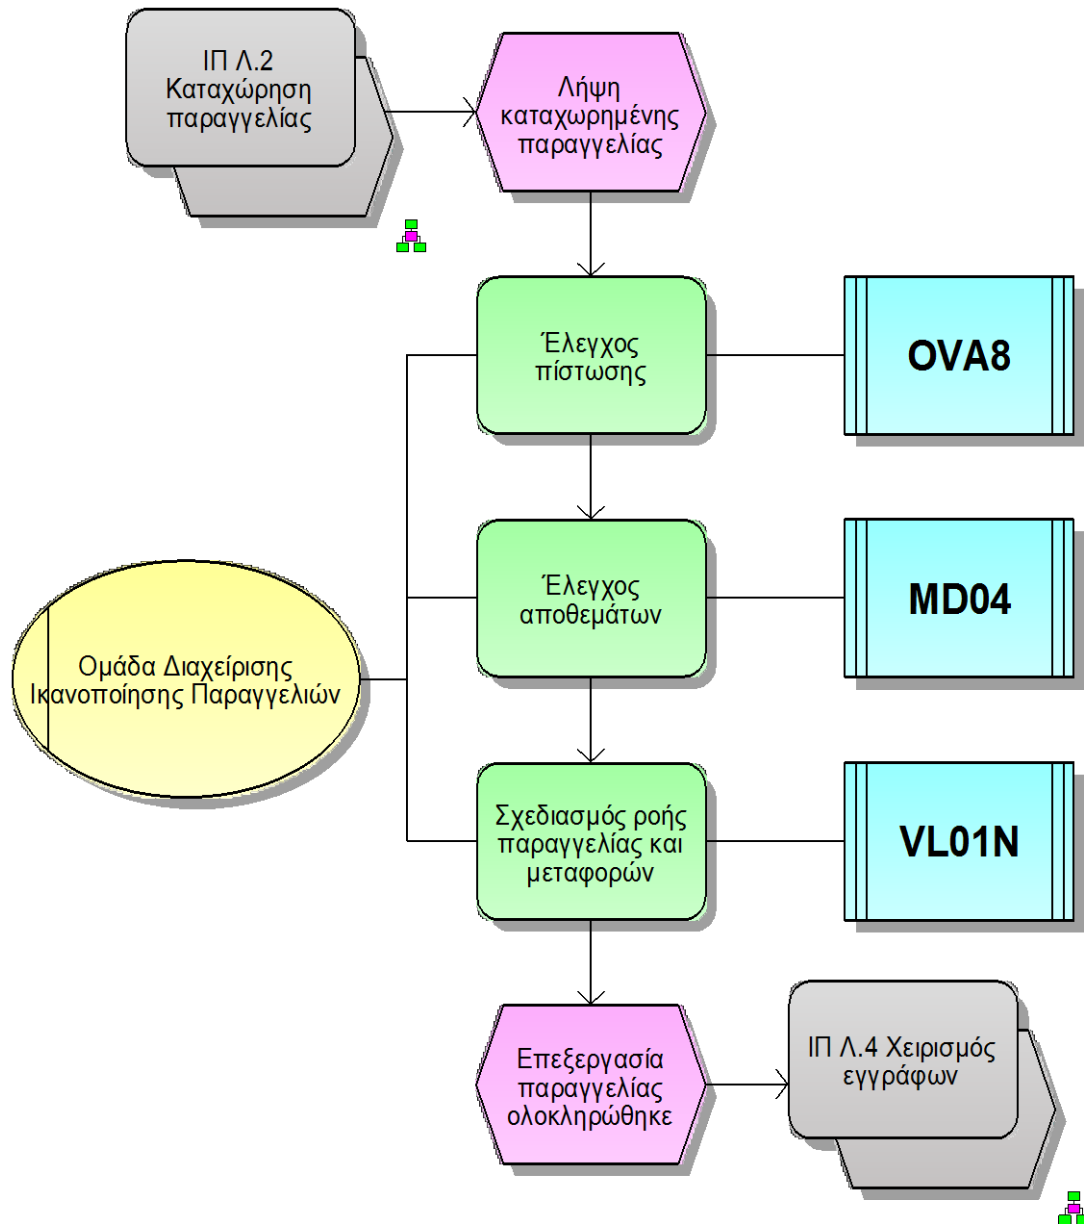 ΙΠ Λ.2
Καταχώρηση
παραγγελίας
Λήψη
καταχωρημένης
παραγγελίας
Έλεγχος
πίστωσης
OVA8
Έλεγχος
αποθεμάτων
MD04
Ομάδα Διαχείρισης
Ικανοποίησης Παραγγελιών
Σχεδιασμός ροής
παραγγελίας και
μεταφορών
VL01N
Επεξεργασία
παραγγελίας
ολοκληρώθηκε
ΙΠ Λ.4 Χειρισμός
εγγράφων